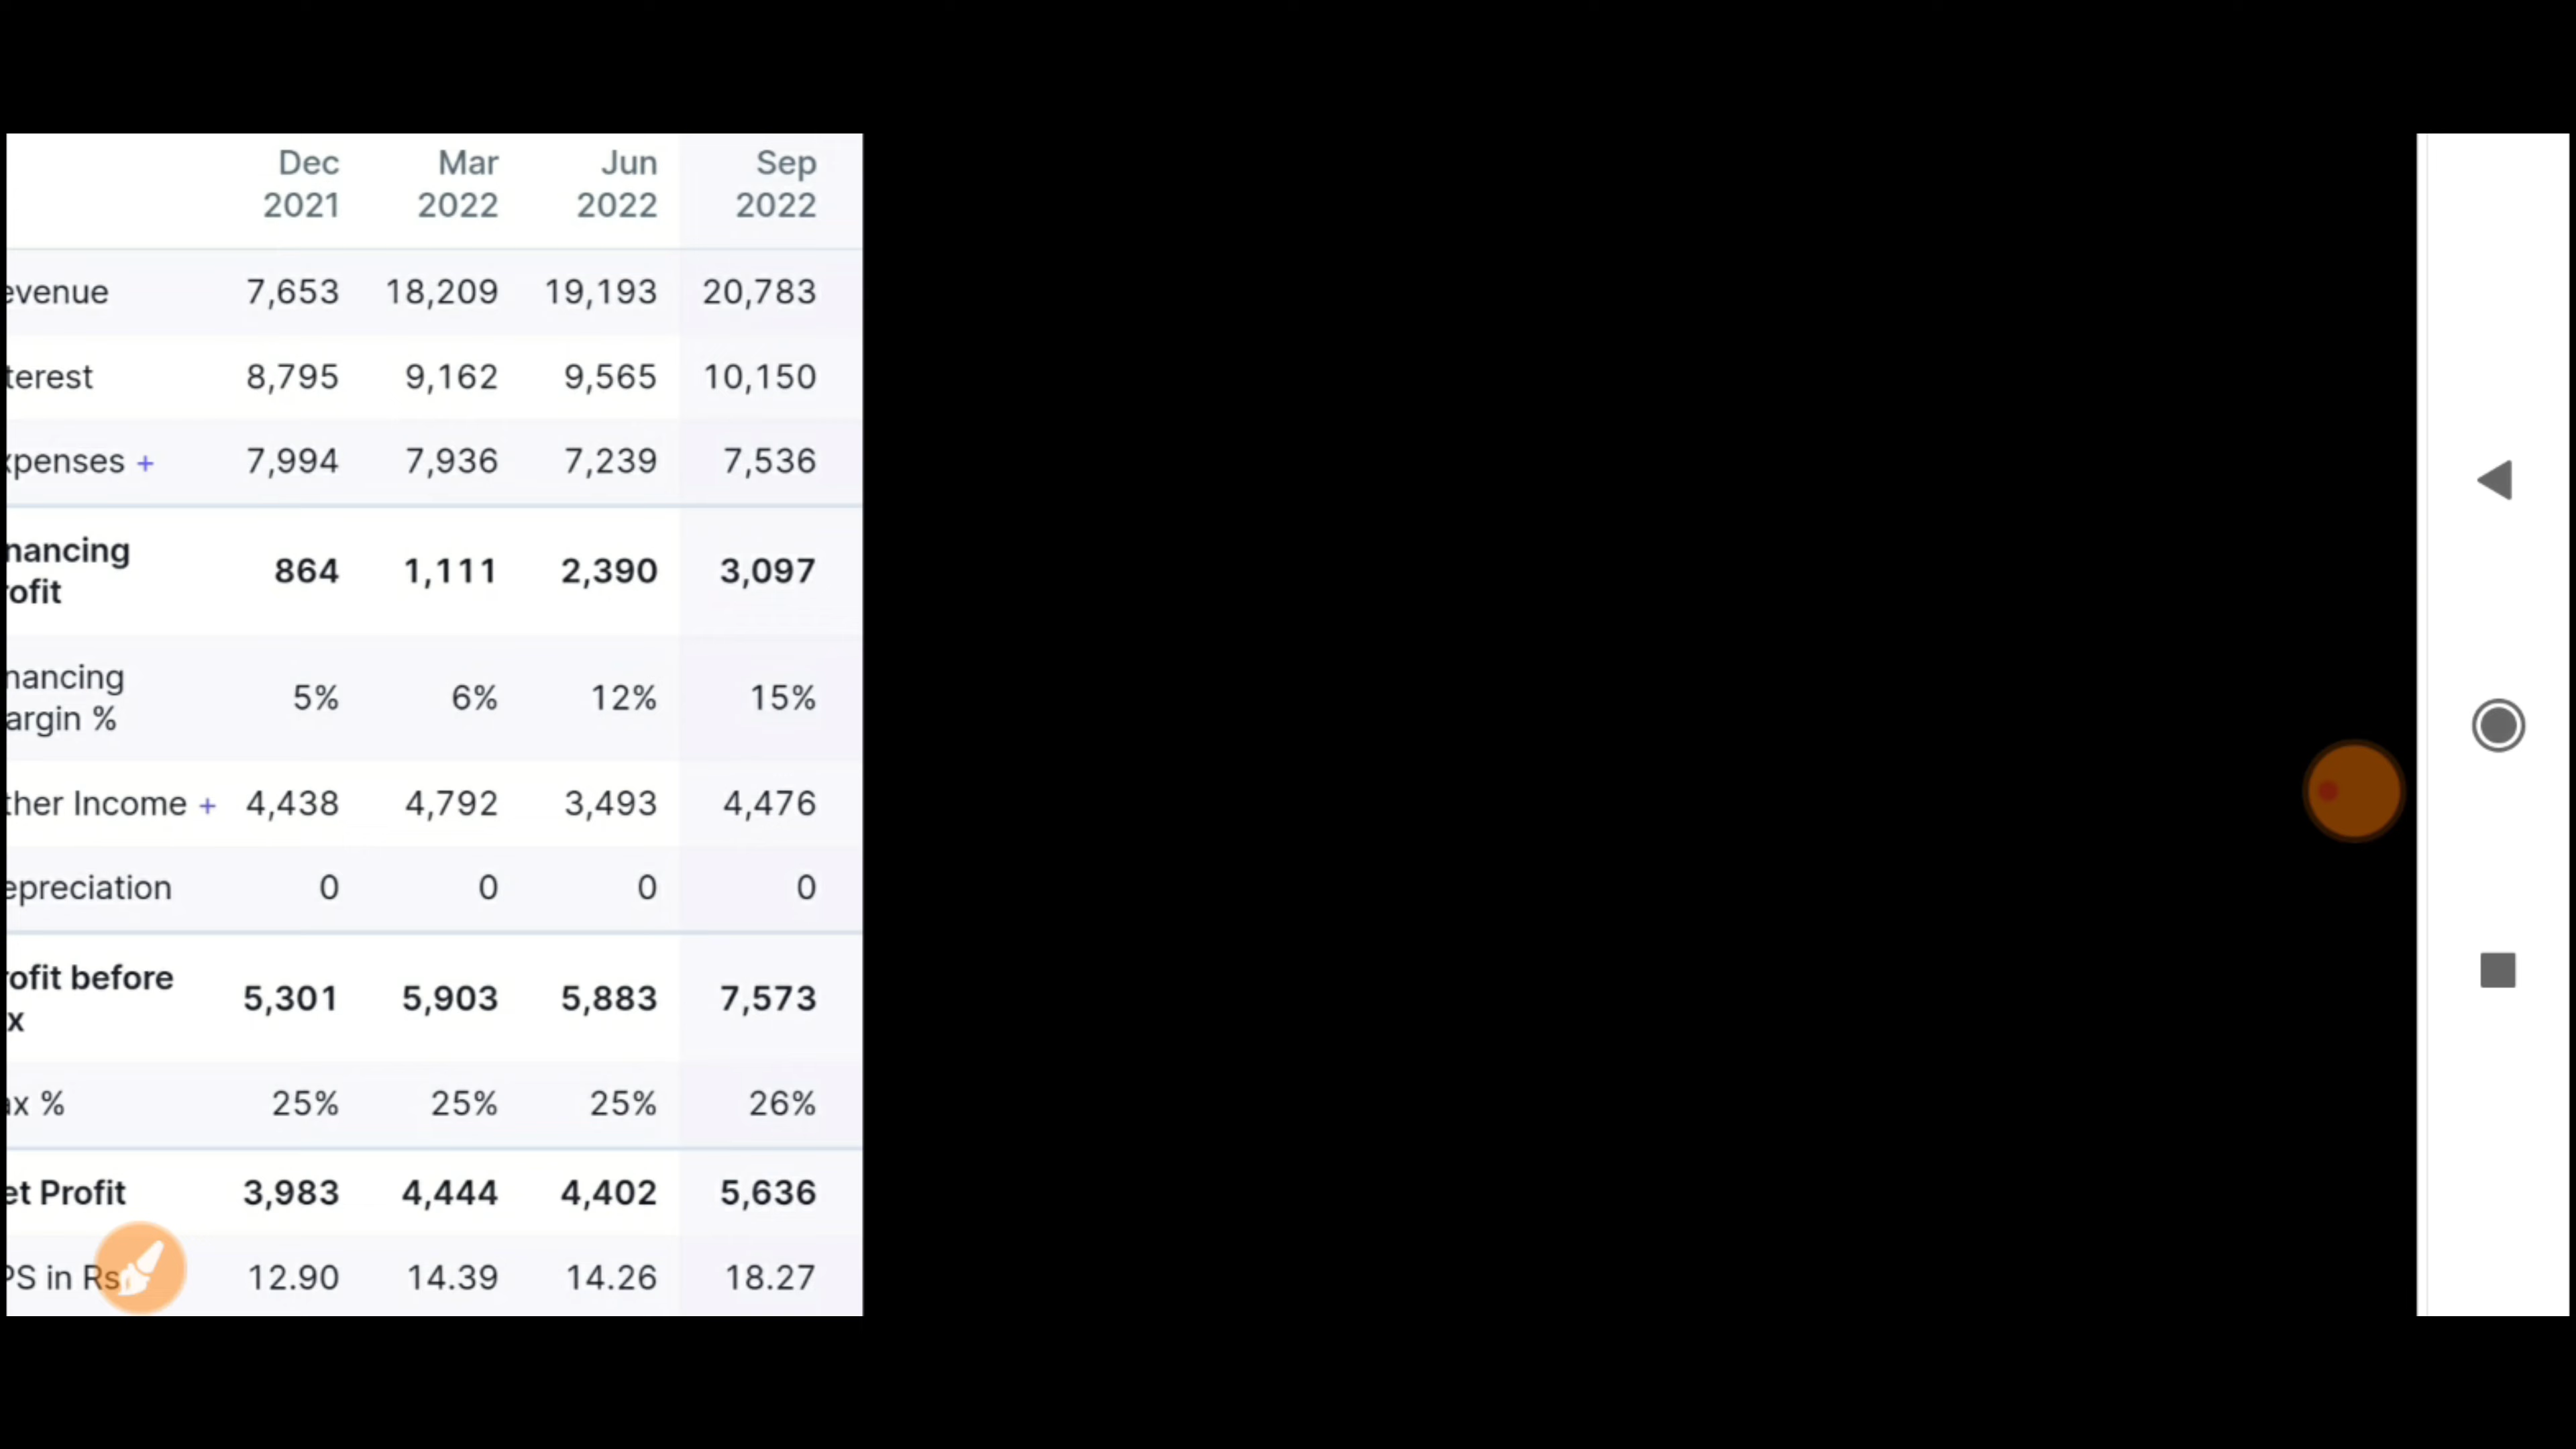 Dec Mar Jun Sep
2021 2022 2022 2022
evenue 7,653 18,209 19,193 20,783
terest 8,795 9,162 9,565 10,150
xpenses + 7,994 7,936 7,239 7,536
nancing
rofit 864 1,111 2,390 3,097
nancing
argin % 5% 6% 12% 15%
ther Income + 4,438 4,792 3,493 4,476
epreciation 0 0 0 0
rofit before
x 5,301 5,903 5,883 7,573
ax % 25% 25% 25% 26%
et Profit 3,983 4,444 4,402 5,636
PS in Rs 12.90 14.39 14.26 18.27